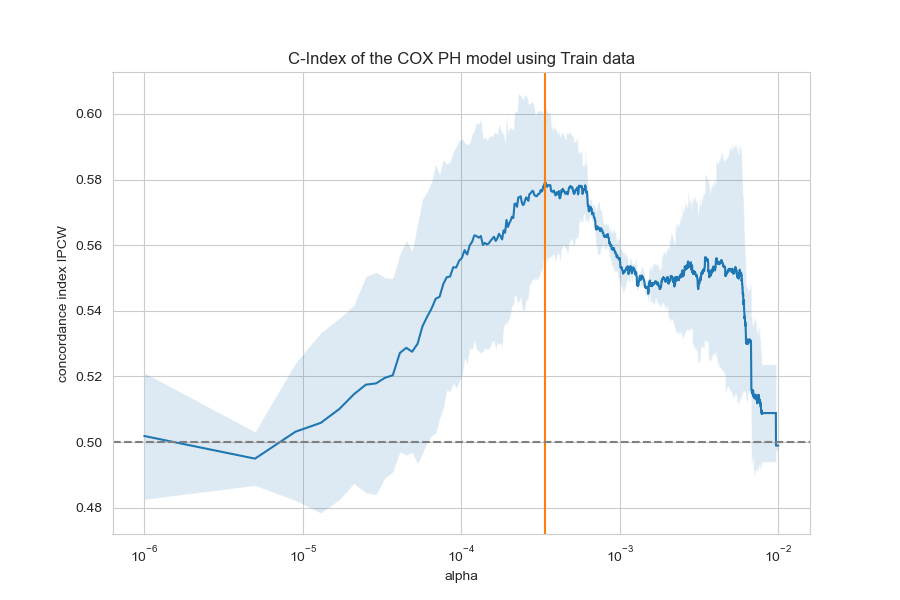 C-Index of the COX PH model using Train data
concordance index IPCW
0.60
0.58
0.56
0.54
0.52
0.50
0.48
10⁻⁶ 10⁻⁵ 10⁻⁴ 10⁻³ 10⁻²
alpha